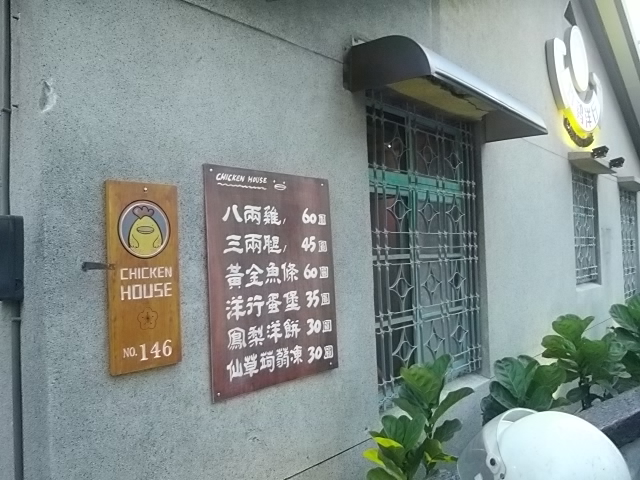 CHICKEN HOUSE
NO. 146
CHICKEN HOUSE
八兩雞, 60圓
三兩腿, 45圓
黃金魚條 60圓
洋行蛋堡 35圓
鳳梨洋餅 30圓
仙草蒟蒻凍 30圓